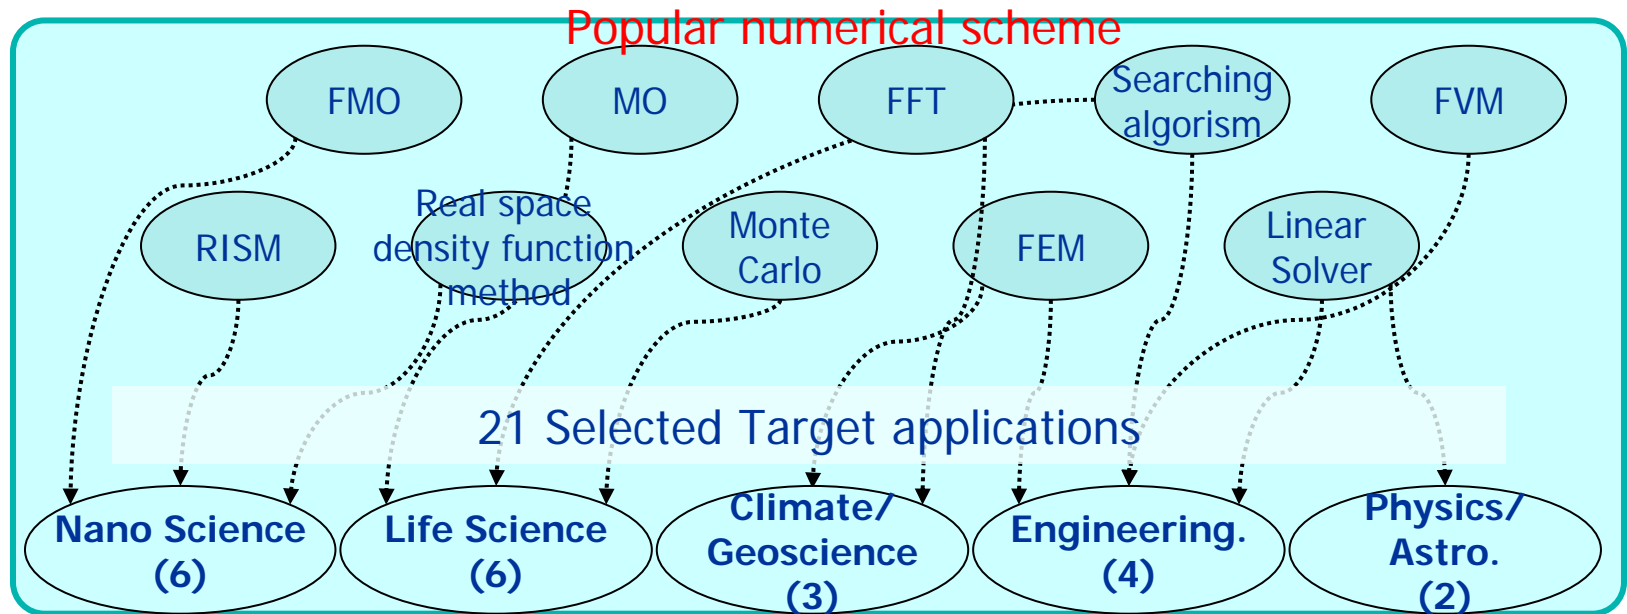 Popular numerical scheme
FMO
MO
FFT
Searching
algorism
FVM
RISM
Real space
density function
method
Monte
Carlo
FEM
Linear
Solver
21 Selected Target applications
Nano Science
(6)
Life Science
(6)
Climate/
Geoscience
(3)
Engineering.
(4)
Physics/
Astro.
(2)